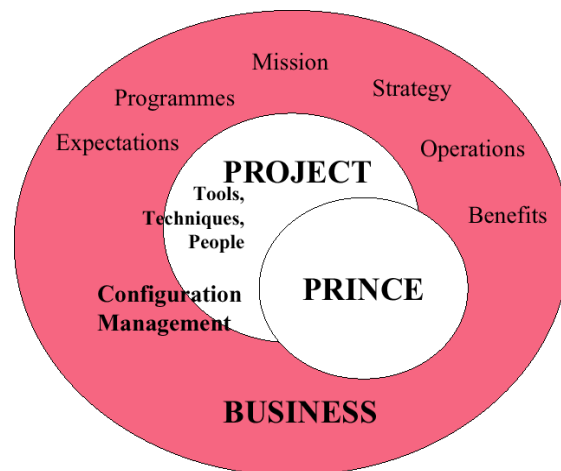 Mission
Strategy
Programmes
Expectations
Operations
PROJECT
Tools,
Techniques,
People
Benefits
Configuration
Management
PRINCE
BUSINESS